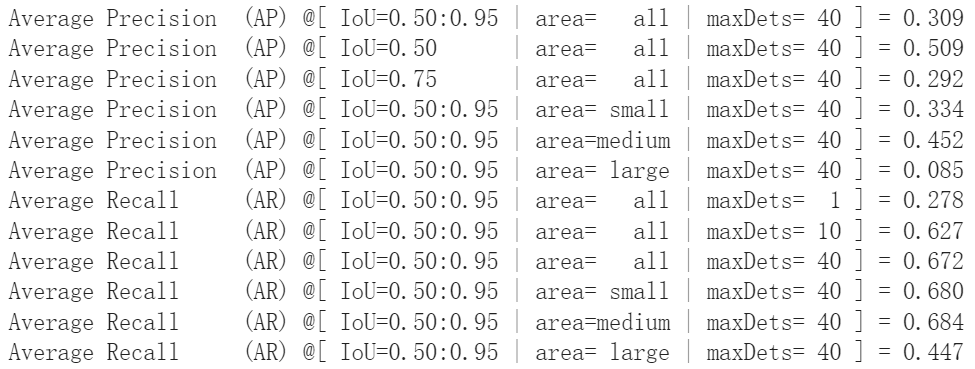 Average Precision  (AP) @[ IoU=0.50:0.95 | area=   all | maxDets= 40 ] = 0.309
Average Precision  (AP) @[ IoU=0.50      | area=   all | maxDets= 40 ] = 0.509
Average Precision  (AP) @[ IoU=0.75      | area=   all | maxDets= 40 ] = 0.292
Average Precision  (AP) @[ IoU=0.50:0.95 | area= small | maxDets= 40 ] = 0.334
Average Precision  (AP) @[ IoU=0.50:0.95 | area=medium | maxDets= 40 ] = 0.452
Average Precision  (AP) @[ IoU=0.50:0.95 | area= large | maxDets= 40 ] = 0.085
Average Recall     (AR) @[ IoU=0.50:0.95 | area=   all | maxDets=  1 ] = 0.278
Average Recall     (AR) @[ IoU=0.50:0.95 | area=   all | maxDets= 10 ] = 0.627
Average Recall     (AR) @[ IoU=0.50:0.95 | area=   all | maxDets= 40 ] = 0.672
Average Recall     (AR) @[ IoU=0.50:0.95 | area= small | maxDets= 40 ] = 0.680
Average Recall     (AR) @[ IoU=0.50:0.95 | area=medium | maxDets= 40 ] = 0.684
Average Recall     (AR) @[ IoU=0.50:0.95 | area= large | maxDets= 40 ] = 0.447